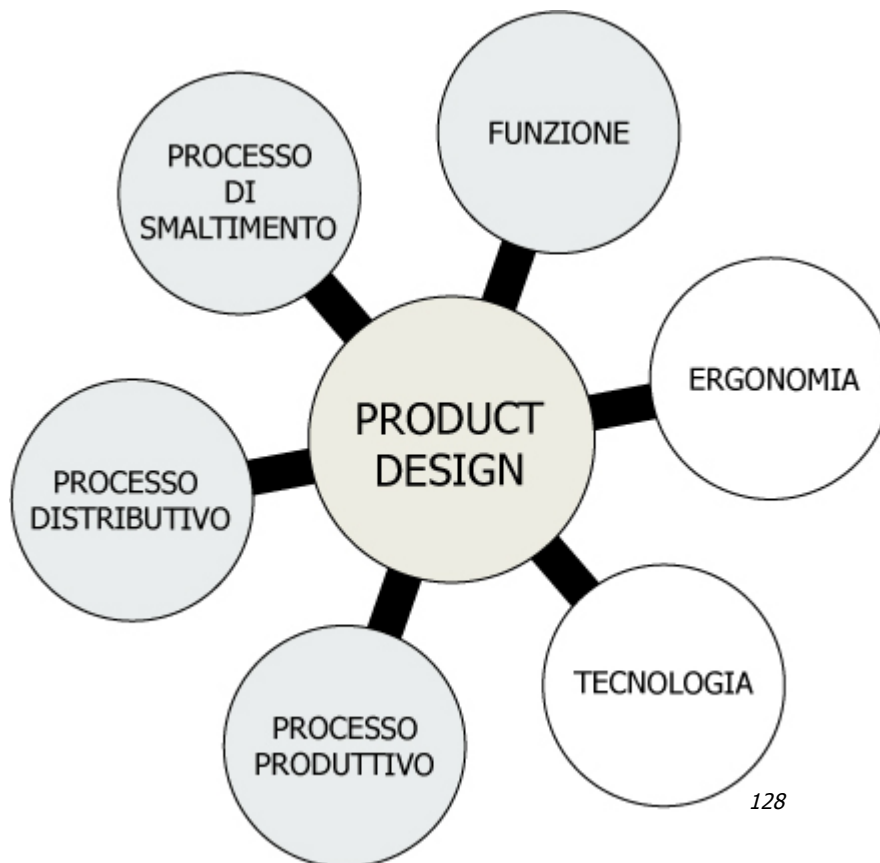 FUNZIONE
PROCESSO
DI
SMALTIMENTO
ERGONOMIA
PRODUCT
DESIGN
PROCESSO
DISTRIBUTIVO
TECNOLOGIA
PROCESSO
PRODUTTIVO
128